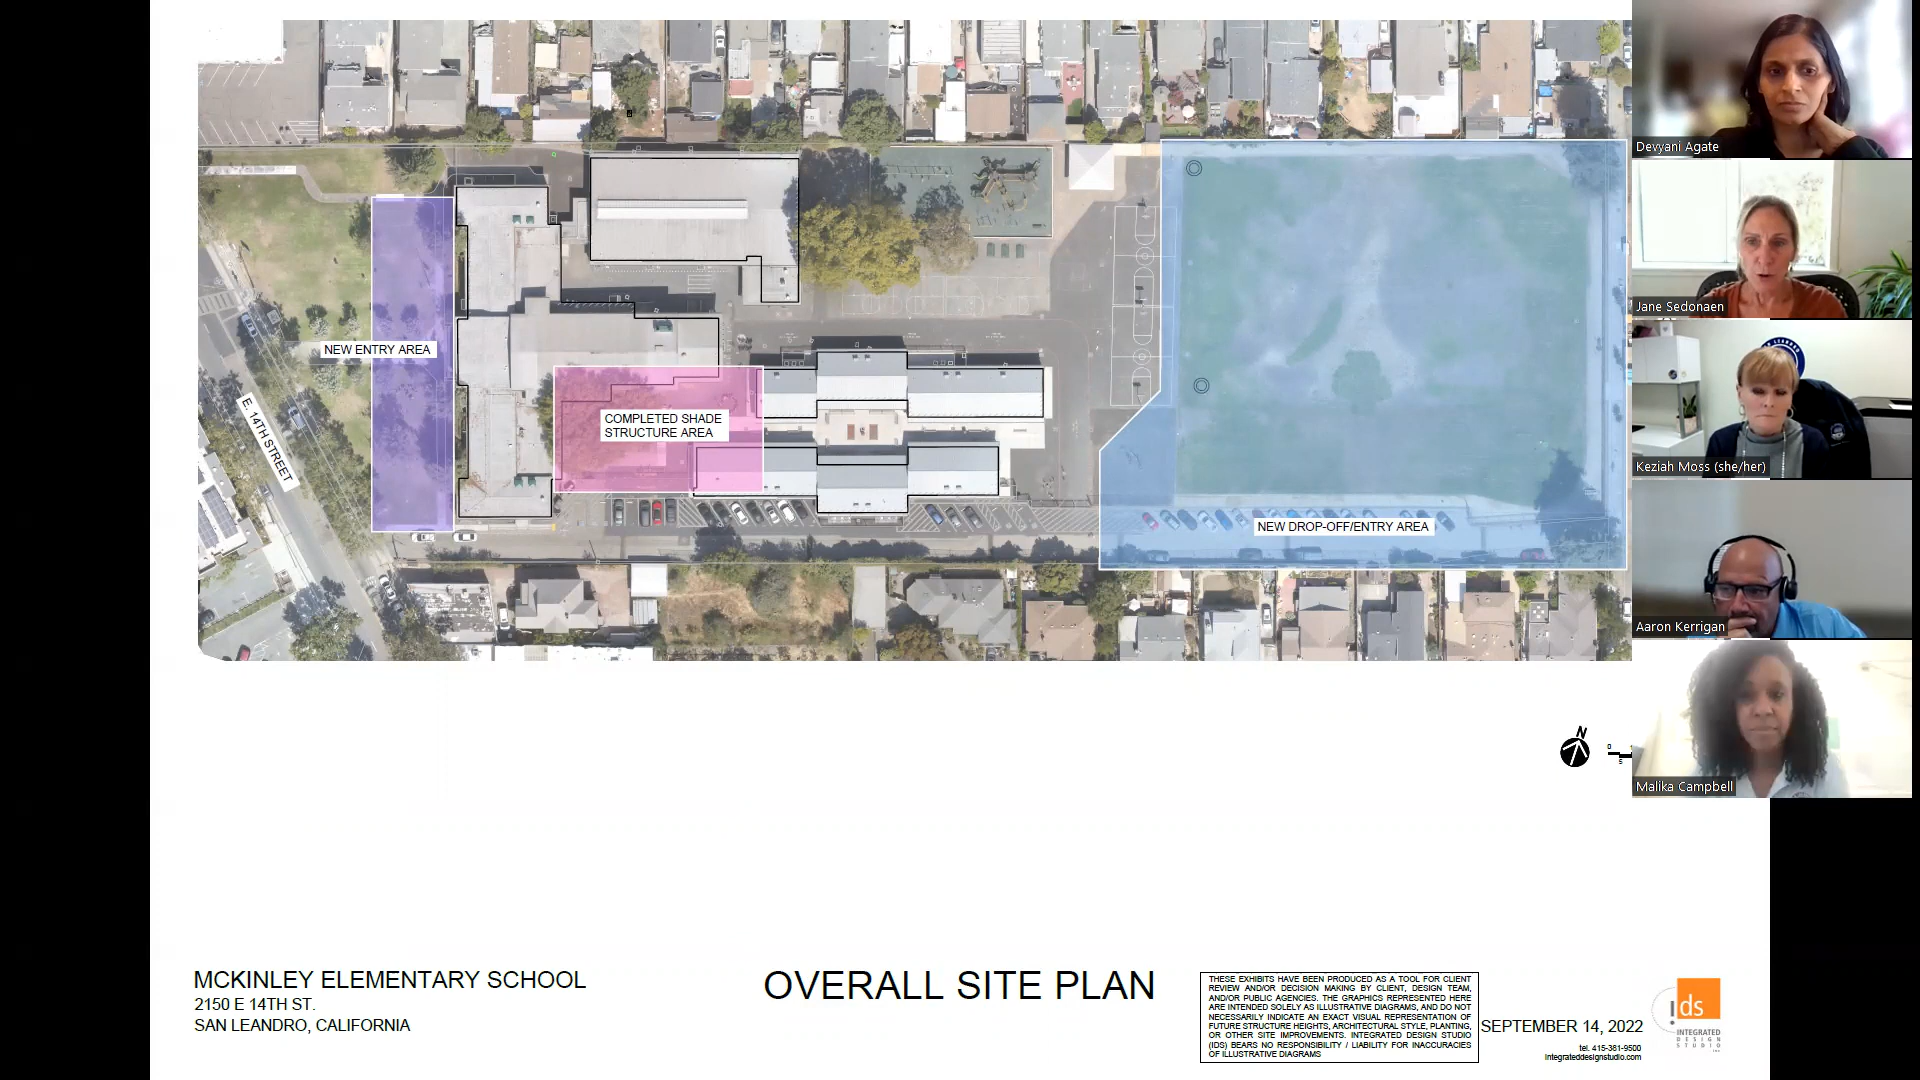 Devyani Agate
Jane Sedonaen
Keziah Moss (she/her)
Aaron Kerrigan
Malika Campbell
NEW ENTRY AREA
E. 14TH STREET
COMPLETED SHADE
STRUCTURE AREA
NEW DROP-OFF/ENTRY AREA
N
0
5
MCKINLEY ELEMENTARY SCHOOL
2150 E 14TH ST.
SAN LEANDRO, CALIFORNIA
OVERALL SITE PLAN
THESE EXHIBITS HAVE BEEN PRODUCED AS A TOOL FOR CLIENT
REVIEW AND/OR DECISION MAKING BY CLIENT, DESIGN TEAM,
AND/OR PUBLIC AGENCIES. THE GRAPHICS REPRESENTED HERE
ARE INTENDED SOLELY AS ILLUSTRATIVE DIAGRAMS, AND DO NOT
NECESSARILY INDICATE AN EXACT VISUAL REPRESENTATION OF
FUTURE STRUCTURE HEIGHTS, ARCHITECTURAL STYLE, PLANTING,
OR OTHER SITE IMPROVEMENTS. INTEGRATED DESIGN STUDIO
(IDS) BEARS NO RESPONSIBILITY / LIABILITY FOR INACCURACIES
OF ILLUSTRATIVE DIAGRAMS
SEPTEMBER 14, 2022
tel. 415-381-9500
integrateddesignstudio.com
ids
INTEGRATED
DESIGN
STUDIO